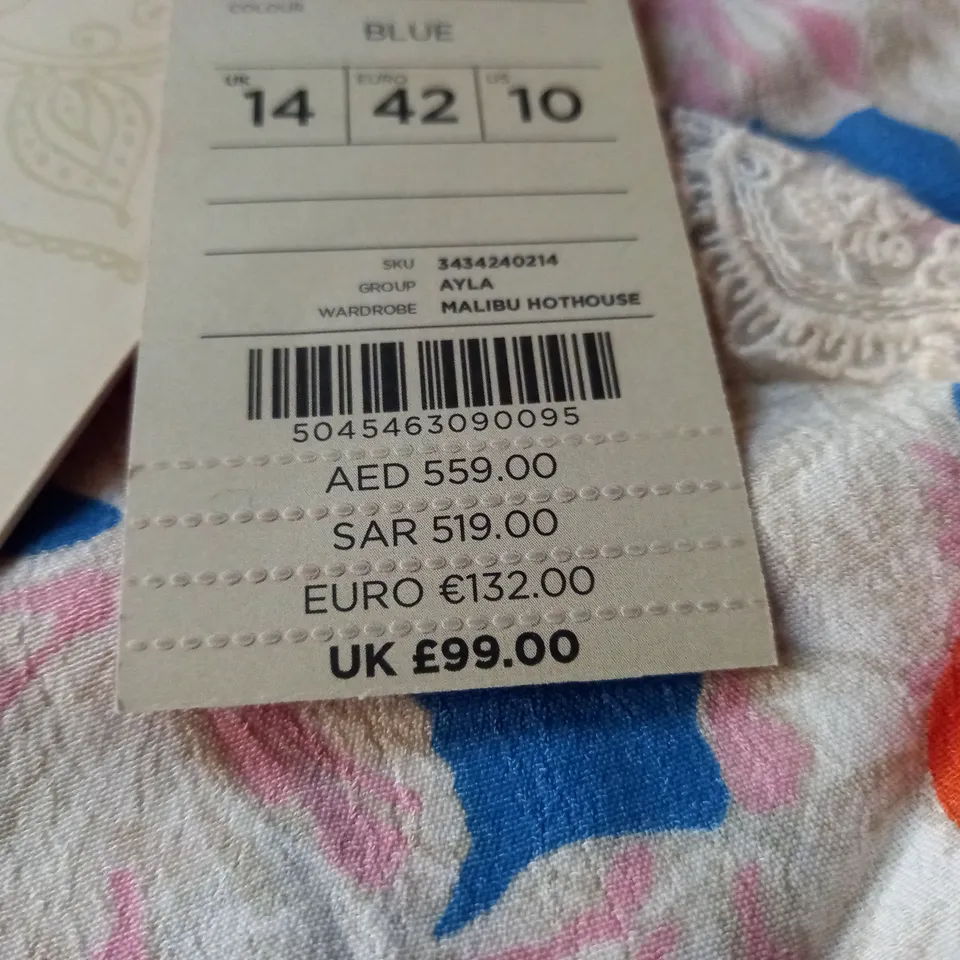 COLOUR
BLUE
UK EURO US
14 42 10
SKU 3434240214
GROUP AYLA
WARDROBE MALIBU HOTHOUSE
5045463090095
AED 559.00
SAR 519.00
EURO €132.00
UK £99.00